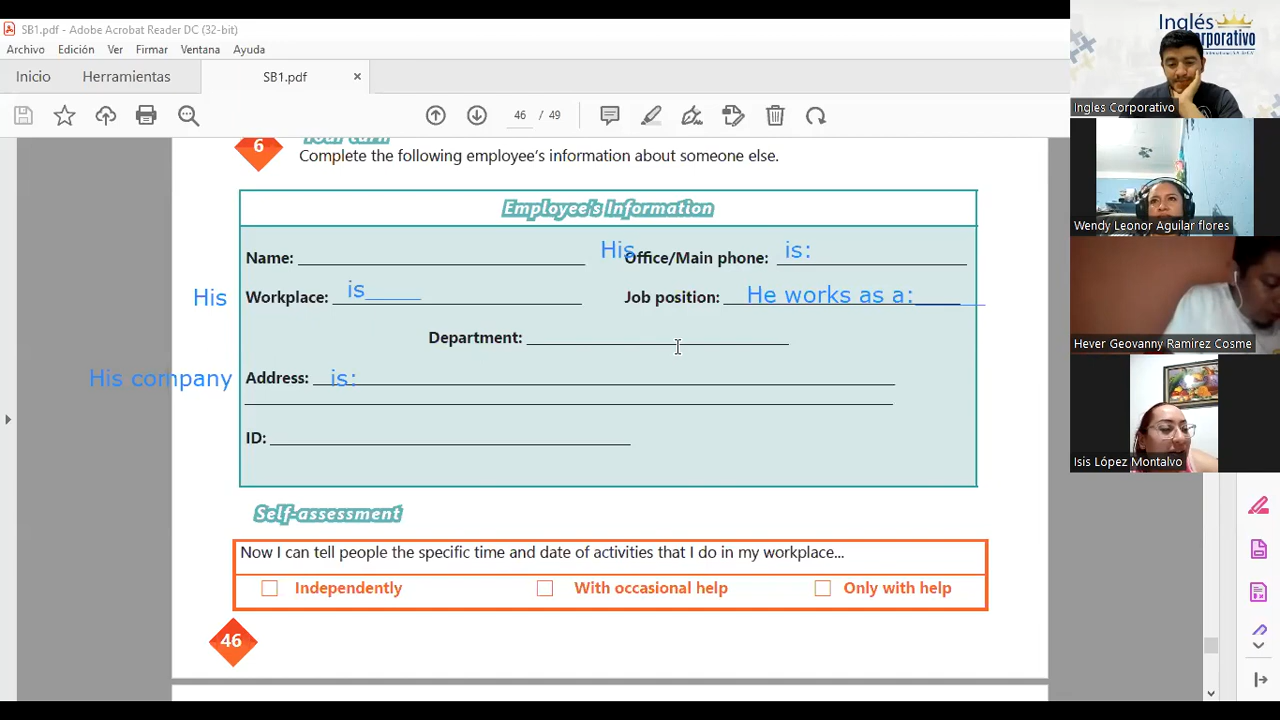 SB1.pdf - Adobe Acrobat Reader DC (32-bit)
Archivo Edición Ver Firmar Ventana Ayuda
Inicio Herramientas SB1.pdf ×
46 / 49
6 Your turn
Complete the following employee's information about someone else.
Employee's Information
Name: His Office/Main phone: is:
His Workplace: is_____ Job position: He works as a:_____
Department:
His company Address: is:
ID:
Self-assessment
Now I can tell people the specific time and date of activities that I do in my workplace...
Independently With occasional help Only with help
46
Inglés
Corporativo
Ingles Corporativo
Wendy Leonor Aguilar flores
Hever Geovanny Ramirez Cosme
Isis López Montalvo